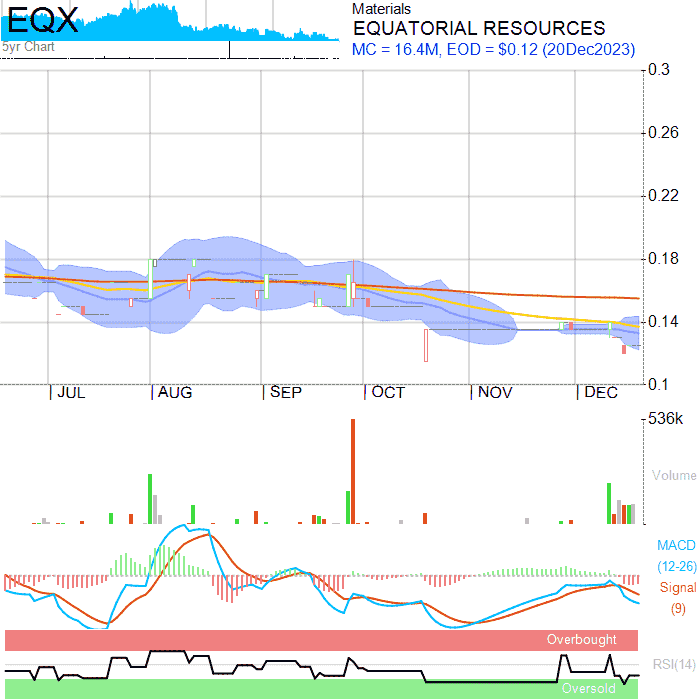 EQX
5yr Chart
Materials
EQUATORIAL RESOURCES
MC = 16.4M, EOD = $0.12 (20Dec2023)
0.3
0.26
0.22
0.18
0.14
0.1
JUL AUG SEP OCT NOV DEC
536k
Volume
MACD
(12-26)
Signal
(9)
Overbought
RSI(14)
Oversold